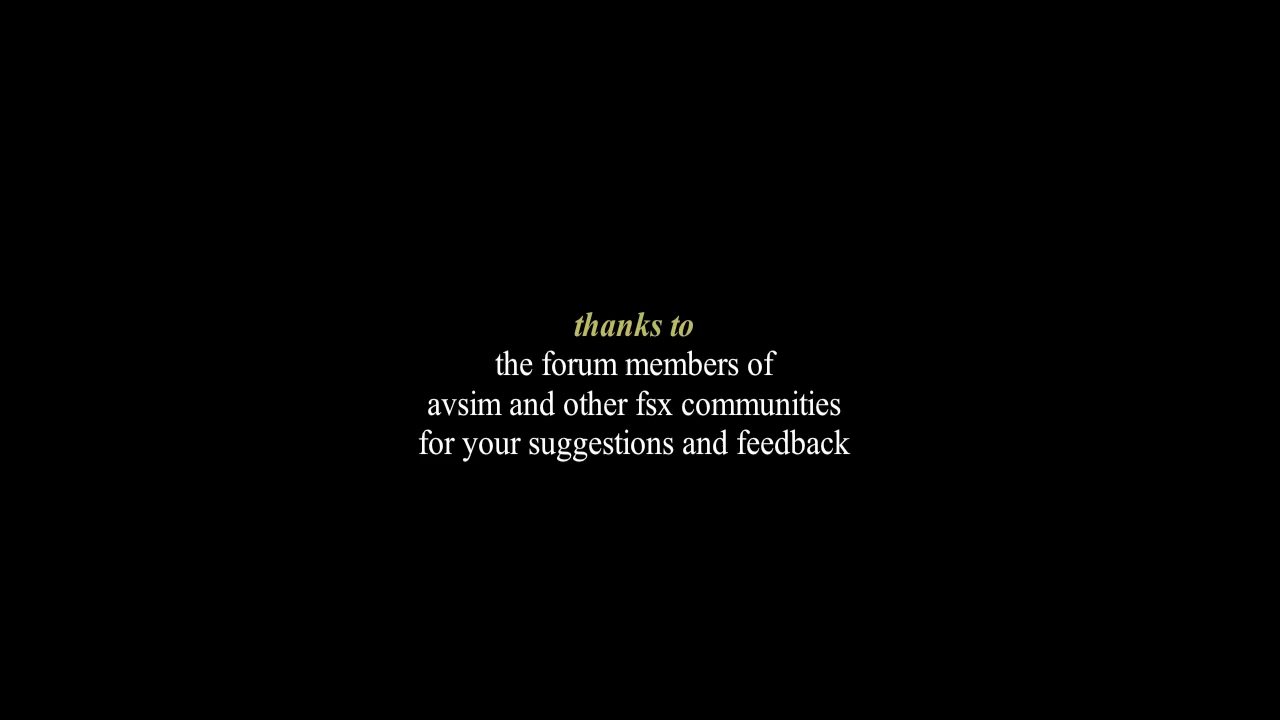 thanks to
the forum members of
avsim and other fsx communities
for your suggestions and feedback